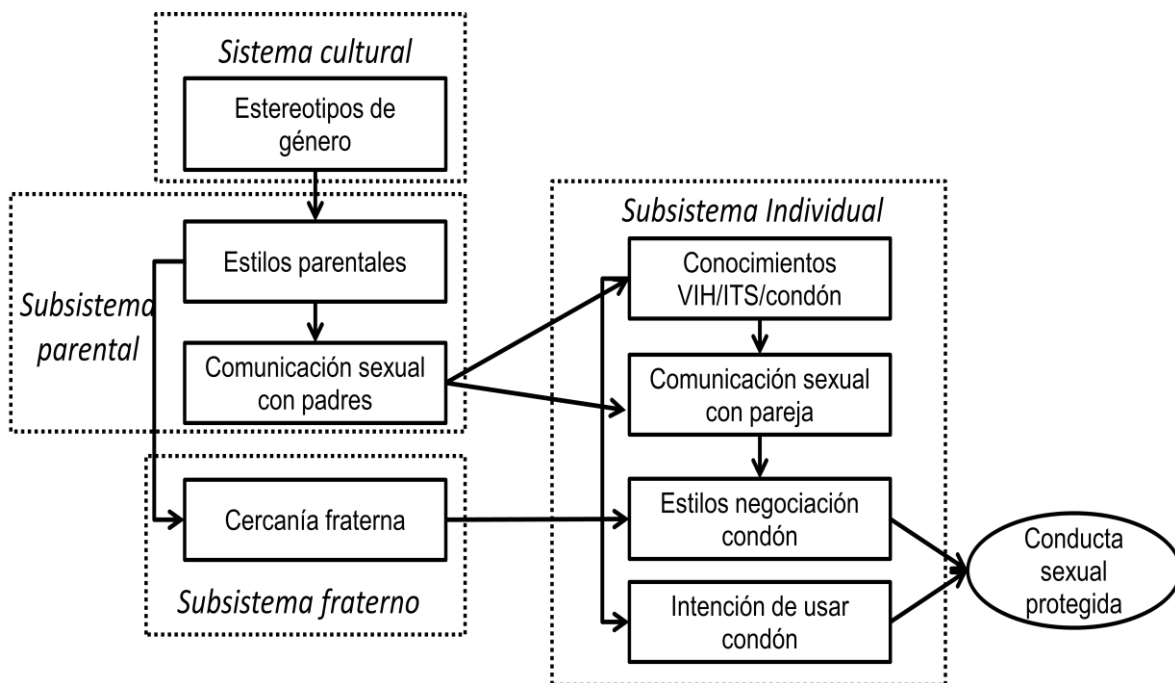 Sistema cultural
Estereotipos de
género
Estilos parentales
Subsistema
parental
Comunicación sexual
con padres
Cercanía fraterna
Subsistema fraterno
Subsistema Individual
Conocimientos
VIH/ITS/condón
Comunicación sexual
con pareja
Estilos negociación
condón
Intención de usar
condón
Conducta
sexual
protegida